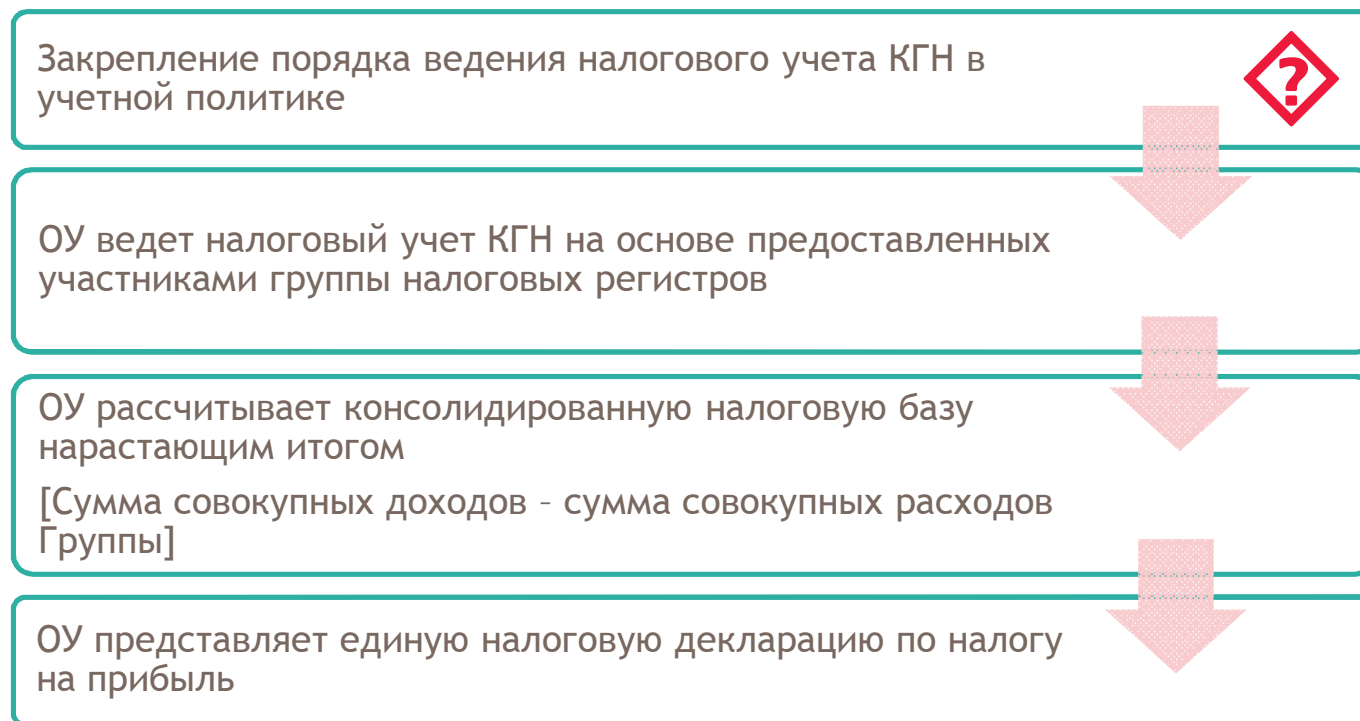 Закрепление порядка ведения налогового учета КГН в
учетной политике
?
ОУ ведет налоговый учет КГН на основе предоставленных
участниками группы налоговых регистров
ОУ рассчитывает консолидированную налоговую базу
нарастающим итогом
[Сумма совокупных доходов – сумма совокупных расходов
Группы]
ОУ представляет единую налоговую декларацию по налогу
на прибыль